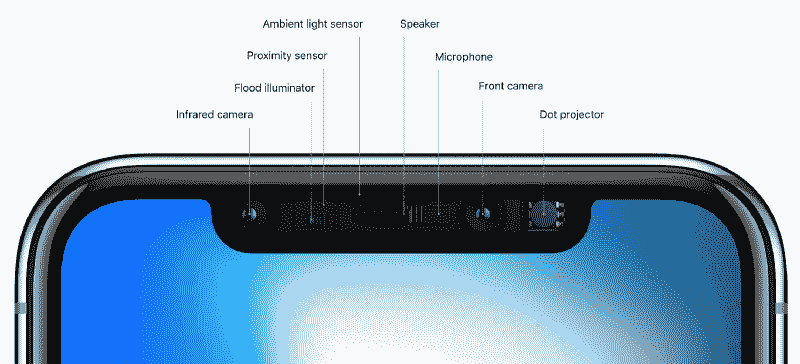 Ambient light sensor
Speaker
Proximity sensor
Microphone
Flood illuminator
Front camera
Infrared camera
Dot projector